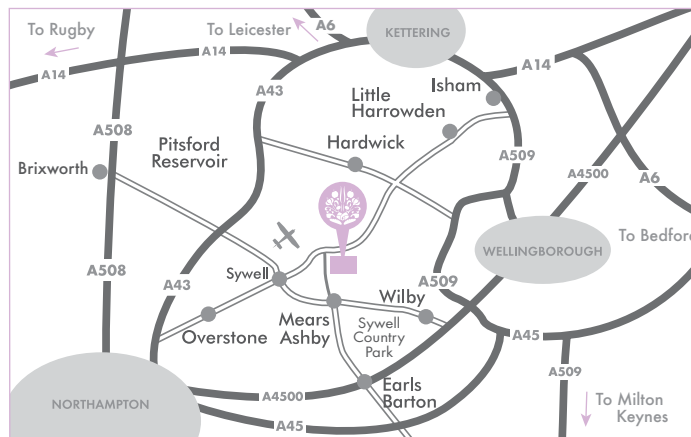 To Rugby
To Leicester
A6
KETTERING
A14
A14
A14
A43
Isham
Little
Harrowden
A508
Pitsford
Reservoir
Hardwick
A509
Brixworth
A4500
A6
WELLINGBOROUGH
To Bedford
A508
A43
Sywell
A509
Overstone
Mears
Ashby
Wilby
Sywell
Country
Park
A45
A509
Earls
Barton
A4500
NORTHAMPTON
A45
To Milton
Keynes